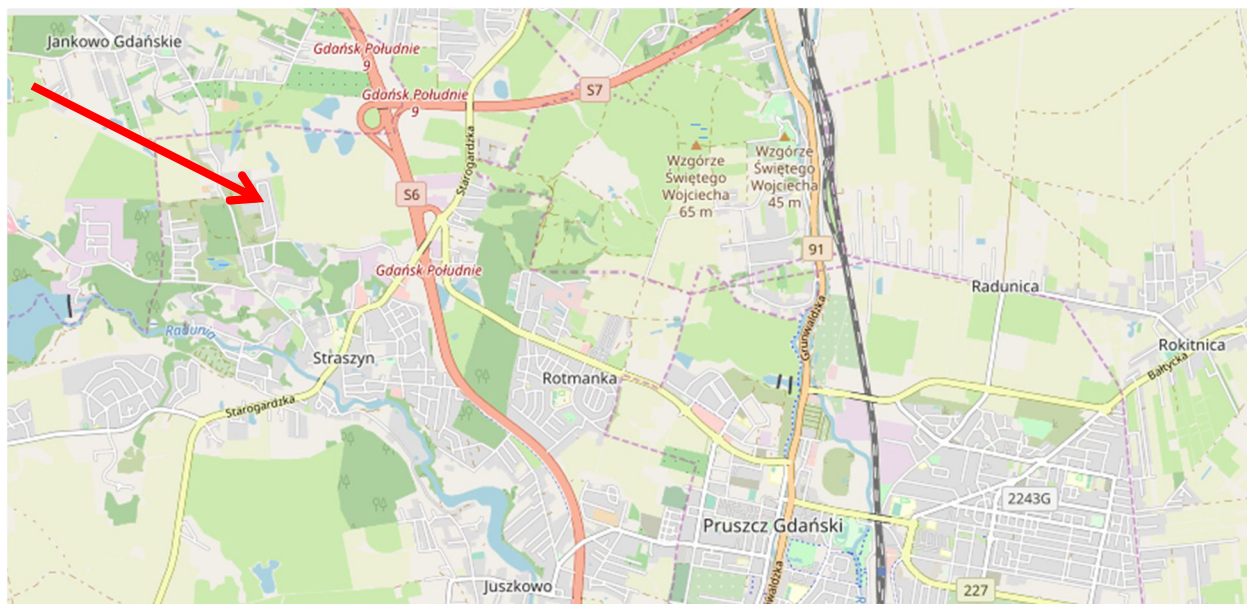 Jankowo Gdańskie
Gdańsk Południe
9
Gdańsk Południe
9
S7
Starogardzka
Wzgórze
Świętego
Wojciecha
65 m
Wzgórze
Świętego
Wojciecha
45 m
S6
91
Gdańsk Południe
Radunica
Radunia
Grunwaldzka
Straszyn
Rokitnica
Bałtycka
Rotmanka
Starogardzka
2243G
Pruszcz Gdański
Juszkowo
227